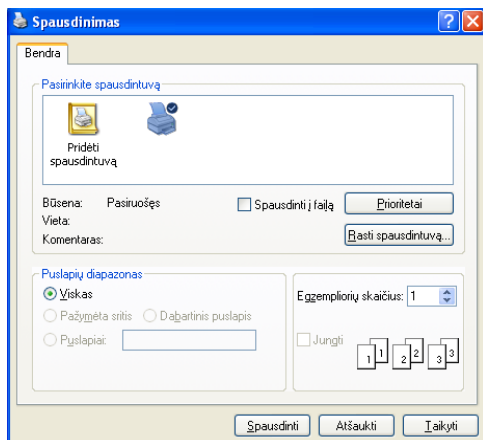 Spausdinimas
Bendra
Pasirinkite spausdintuvą
Pridėti
spausdintuvą
Būsena: Pasiruošęs
Spausdinti į failą
Prioritetai
Vieta:
Komentaras:
Rasti spausdintuvą...
Puslapių diapazonas
Viskas
Pažymėta sritis
Dabartinis puslapis
Puslapiai:
Egzempliorių skaičius: 1
Jungti
1 1 2 2 3 3
Spausdinti
Atšaukti
Taikyti